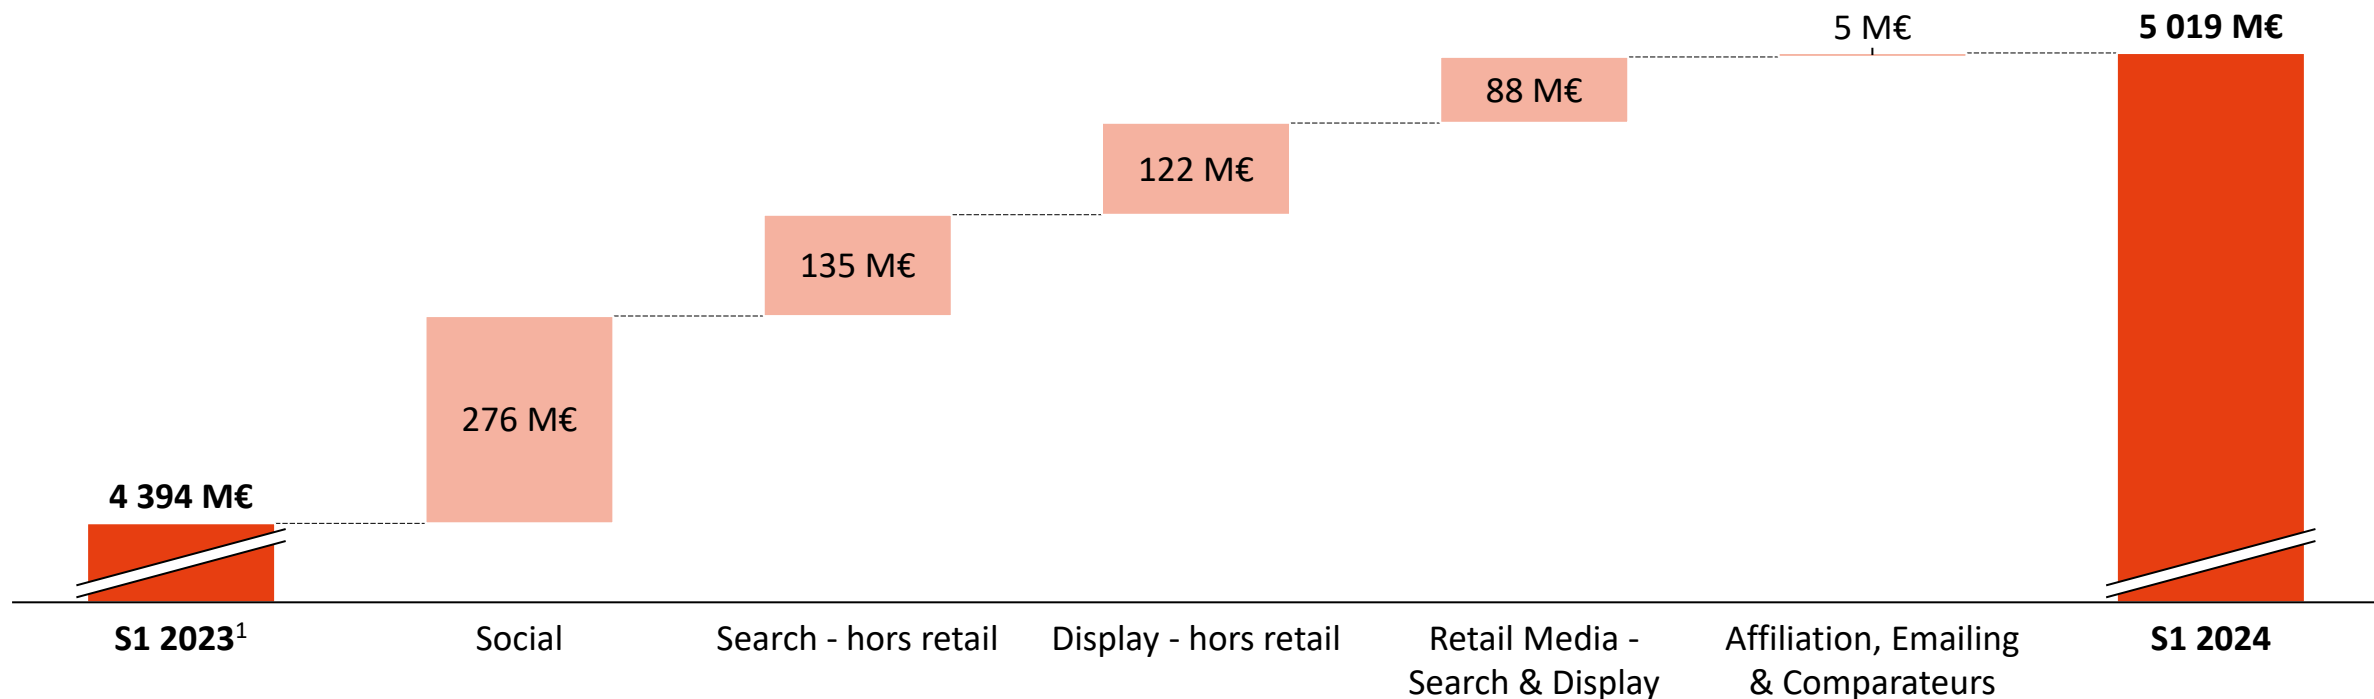 5 M€
5 019 M€
88 M€
122 M€
135 M€
276 M€
4 394 M€
S1 2023¹
Social
Search - hors retail
Display - hors retail
Retail Media -
Search & Display
Affiliation, Emailing
& Comparateurs
S1 2024